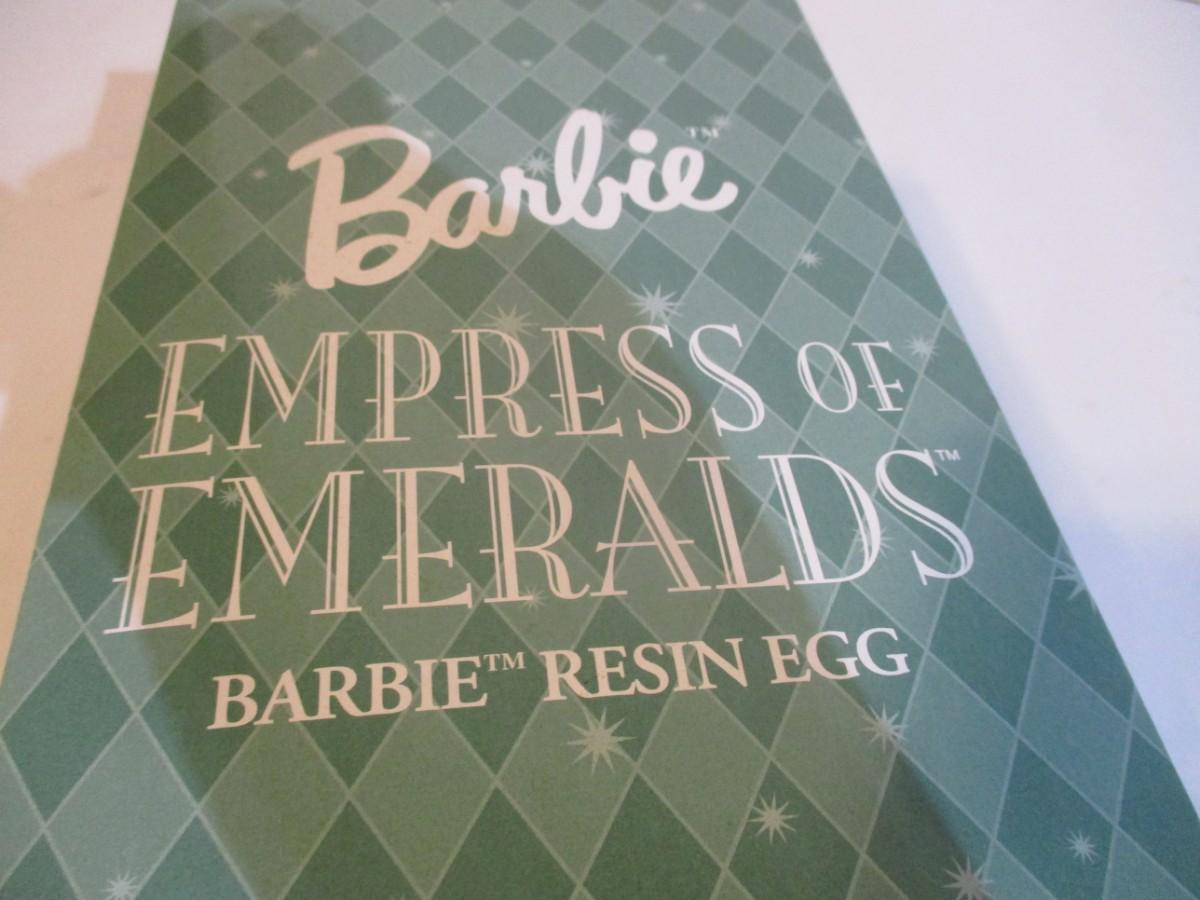 Barbie™
EMPRESS OF
EMERALDS™
BARBIE™ RESIN EGG